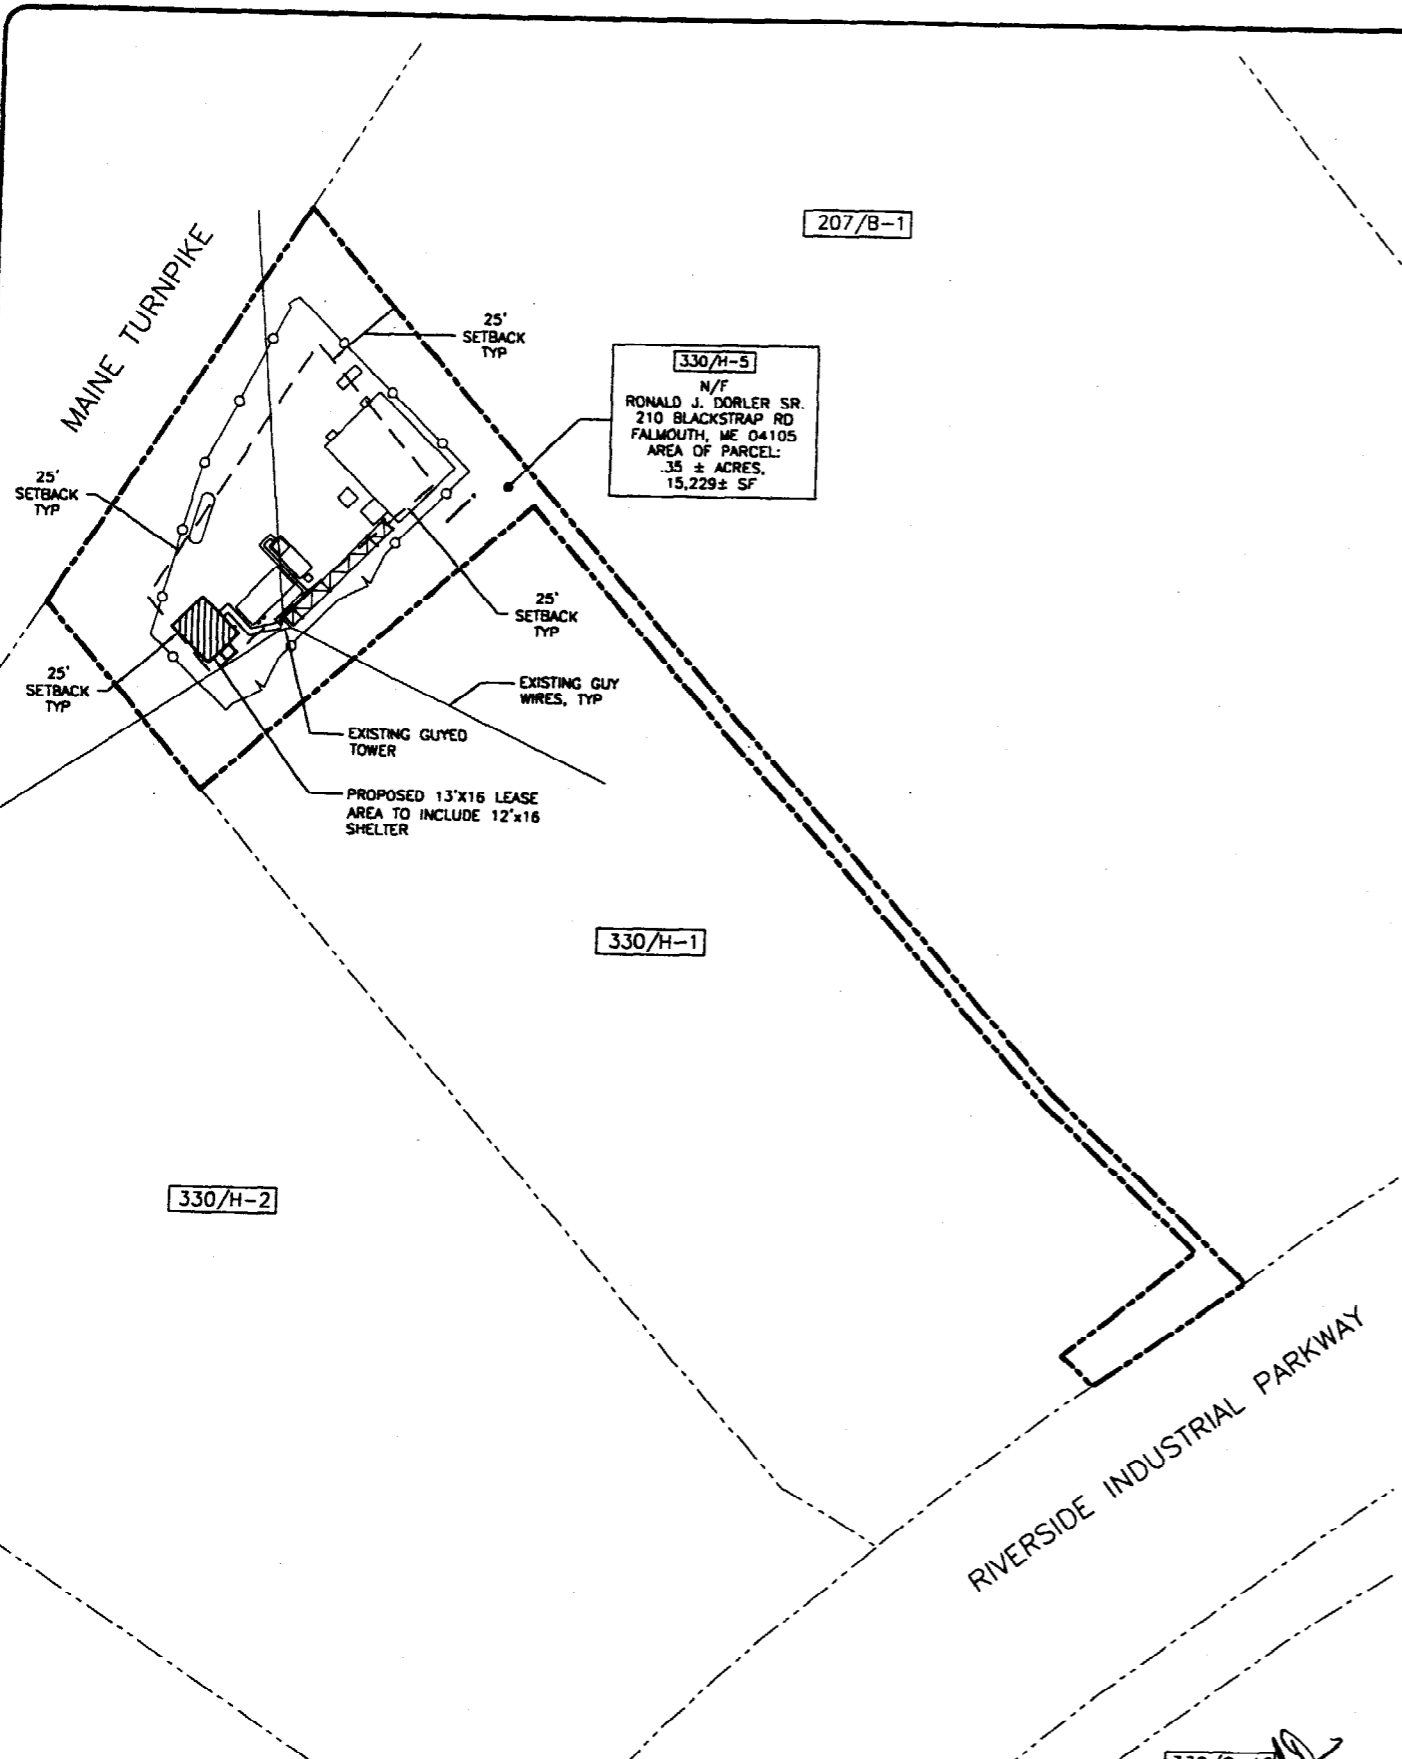 207/B-1
MAINE TURNPIKE
25'
SETBACK
TYP
330/H-5
N/F
RONALD J. DORLER SR.
210 BLACKSTRAP RD
FALMOUTH, ME 04105
AREA OF PARCEL:
.35 ± ACRES,
15,229± SF
25'
SETBACK
TYP
25'
SETBACK
TYP
25'
SETBACK
TYP
EXISTING GUY
WIRES, TYP
EXISTING GUYED
TOWER
PROPOSED 13'X16 LEASE
AREA TO INCLUDE 12'x16
SHELTER
330/H-1
330/H-2
RIVERSIDE INDUSTRIAL PARKWAY